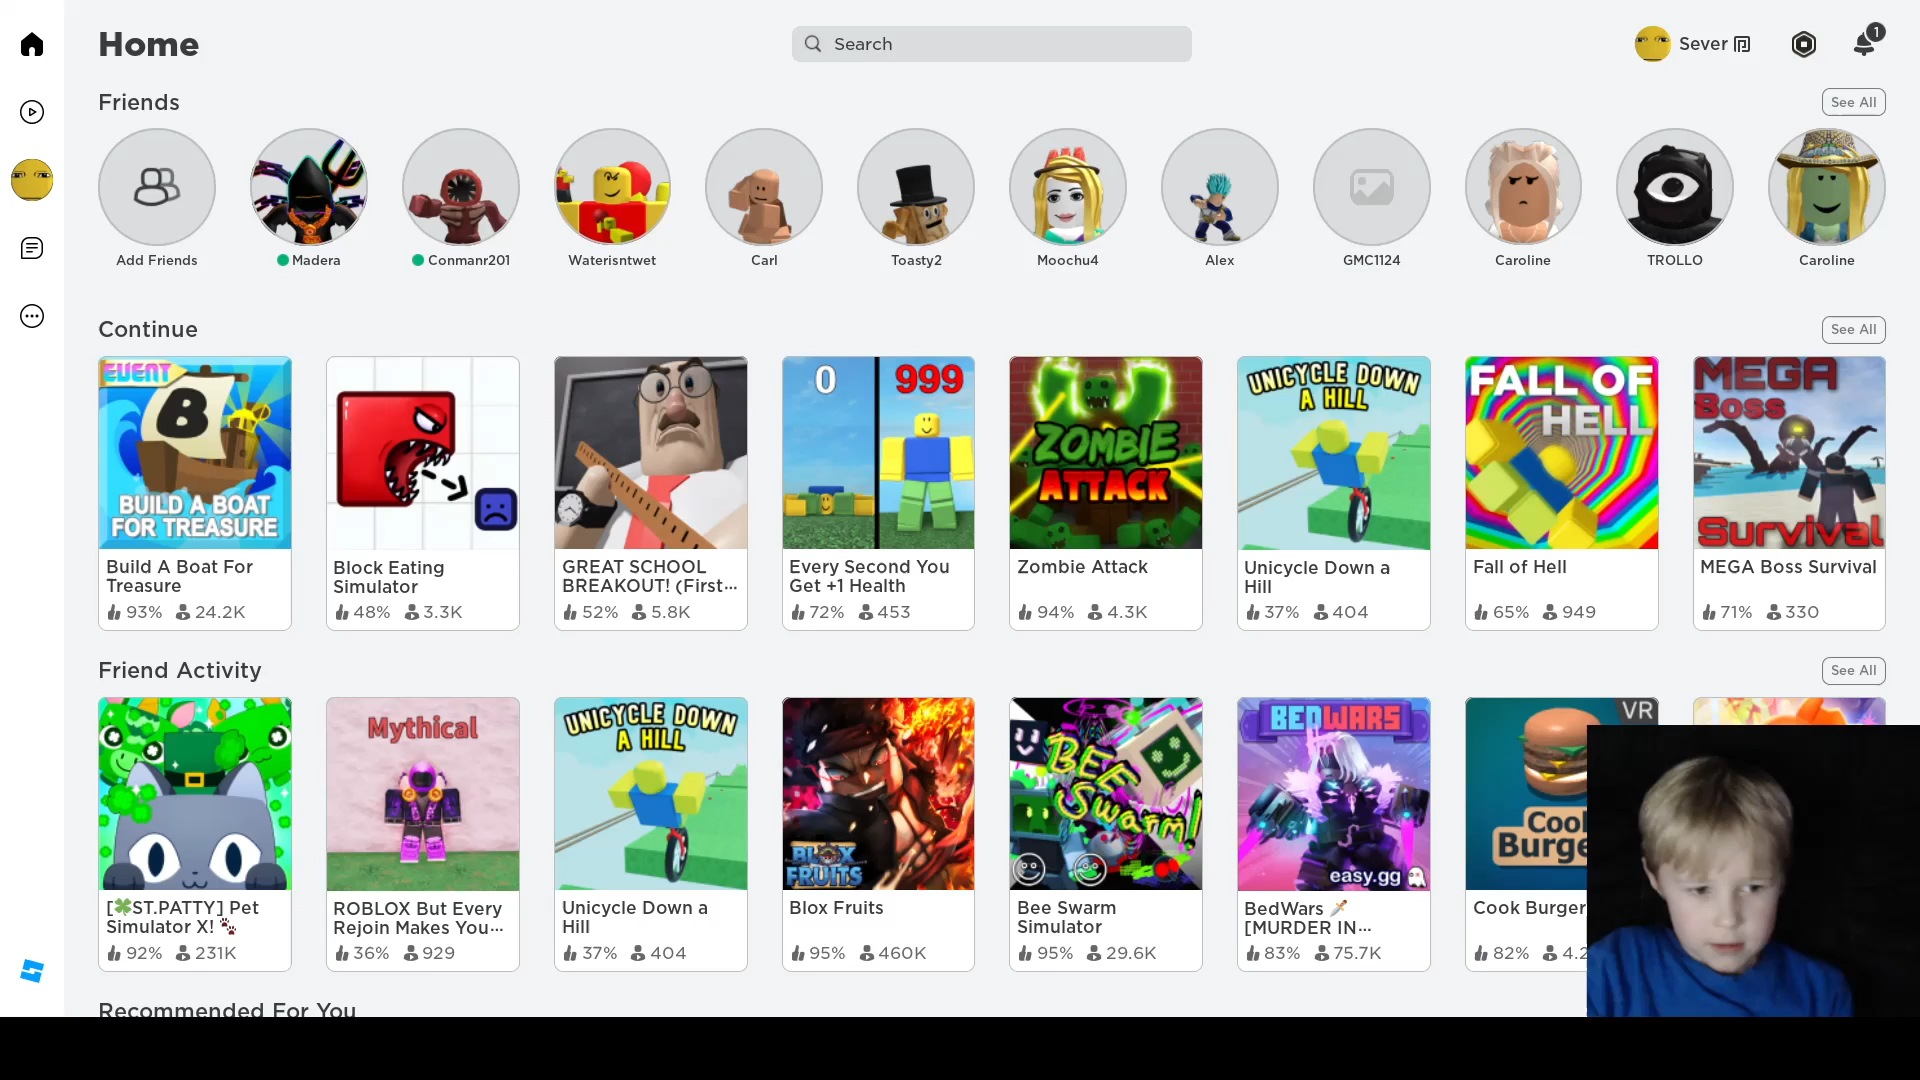 Home
Search
Sever
1
Friends
See All
Add Friends
Madera
Conmanr201
Waterisntwet
Carl
Toasty2
Moochu4
Alex
GMC1124
Caroline
TROLLO
Caroline
Continue
See All
EVENT
B
BUILD A BOAT
FOR TREASURE
0
999
ZOMBIE
ATTACK
UNICYCLE DOWN
A HILL
FALL OF
HELL
MEGA
Boss
Survival
Build A Boat For
Treasure
93% 24.2K
Block Eating
Simulator
48% 3.3K
GREAT SCHOOL
BREAKOUT! (First...
52% 5.8K
Every Second You
Get +1 Health
72% 453
Zombie Attack
94% 4.3K
Unicycle Down a
Hill
37% 404
Fall of Hell
65% 949
MEGA Boss Survival
71% 330
Friend Activity
See All
Mythical
UNICYCLE DOWN
A HILL
BLOX
FRUITS
BEE
Swarm!
BEDWARS
easy.gg
VR
Cook
Burge
[🍀ST.PATTY] Pet
Simulator X! 🐾
92% 231K
ROBLOX But Every
Rejoin Makes You...
36% 929
Unicycle Down a
Hill
37% 404
Blox Fruits
95% 460K
Bee Swarm
Simulator
95% 29.6K
BedWars 🗡️
[MURDER IN...
83% 75.7K
Cook Burger
82% 4.2
Recommended For You